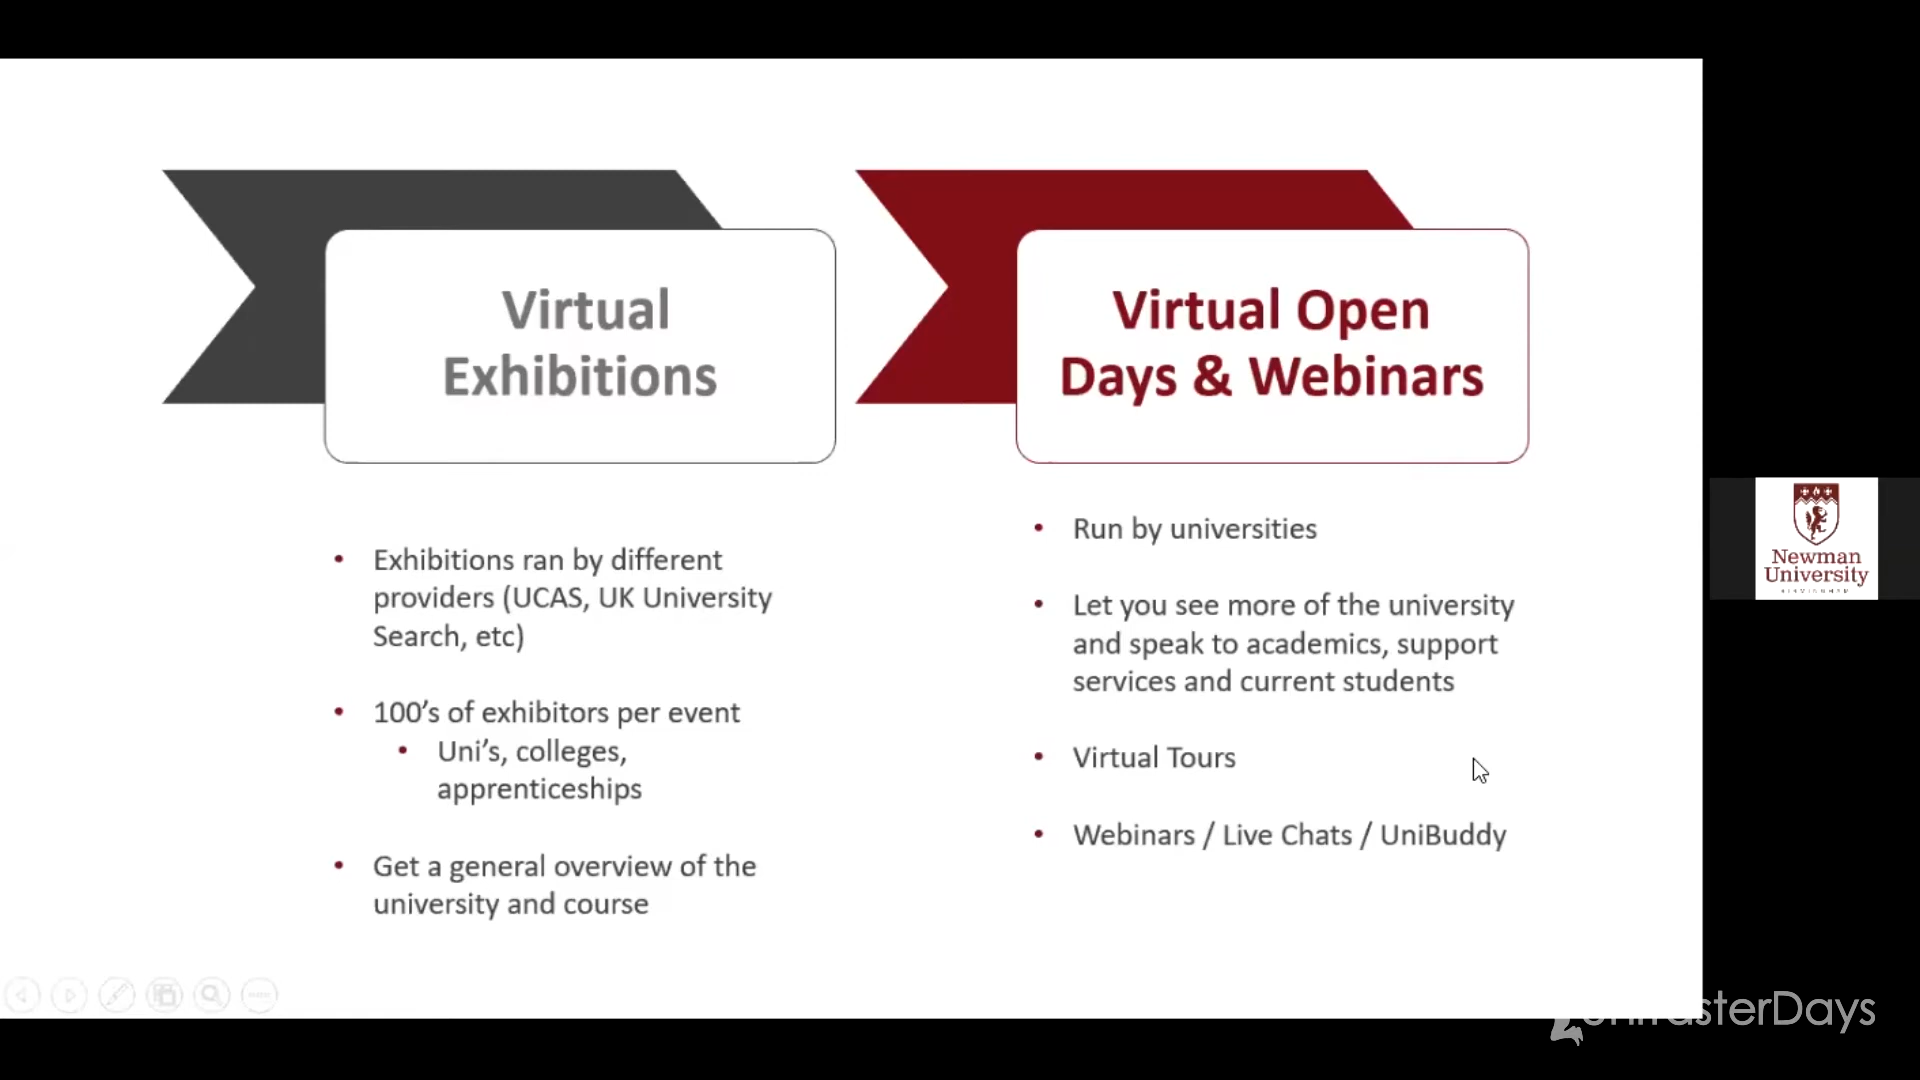 Virtual
Exhibitions
Exhibitions ran by different
providers (UCAS, UK University
Search, etc)
100's of exhibitors per event
Uni's, colleges,
apprenticeships
Get a general overview of the
university and course
Virtual Open
Days & Webinars
Run by universities
Let you see more of the university
and speak to academics, support
services and current students
Virtual Tours
Webinars / Live Chats / UniBuddy
Newman
University
BIRMINGHAM
UniTasterDays